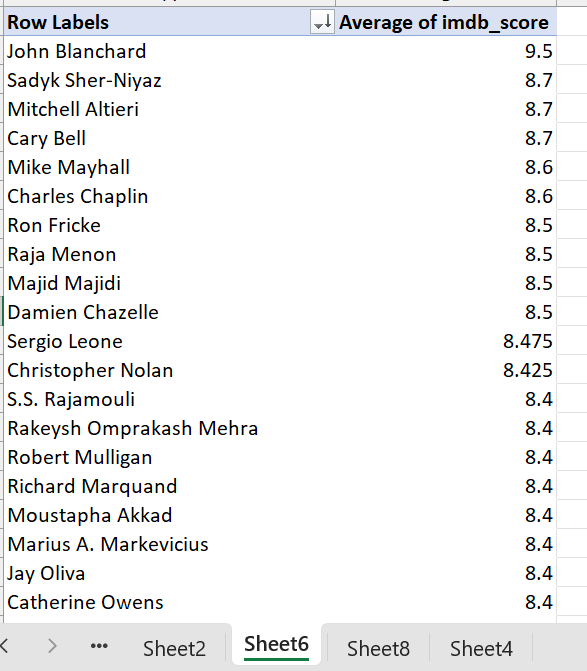 Row Labels Average of imdb_score
John Blanchard 9.5
Sadyk Sher-Niyaz 8.7
Mitchell Altieri 8.7
Cary Bell 8.7
Mike Mayhall 8.6
Charles Chaplin 8.6
Ron Fricke 8.5
Raja Menon 8.5
Majid Majidi 8.5
Damien Chazelle 8.5
Sergio Leone 8.475
Christopher Nolan 8.425
S.S. Rajamouli 8.4
Rakeysh Omprakash Mehra 8.4
Robert Mulligan 8.4
Richard Marquand 8.4
Moustapha Akkad 8.4
Marius A. Markevicius 8.4
Jay Oliva 8.4
Catherine Owens 8.4
Sheet2 Sheet6 Sheet8 Sheet4